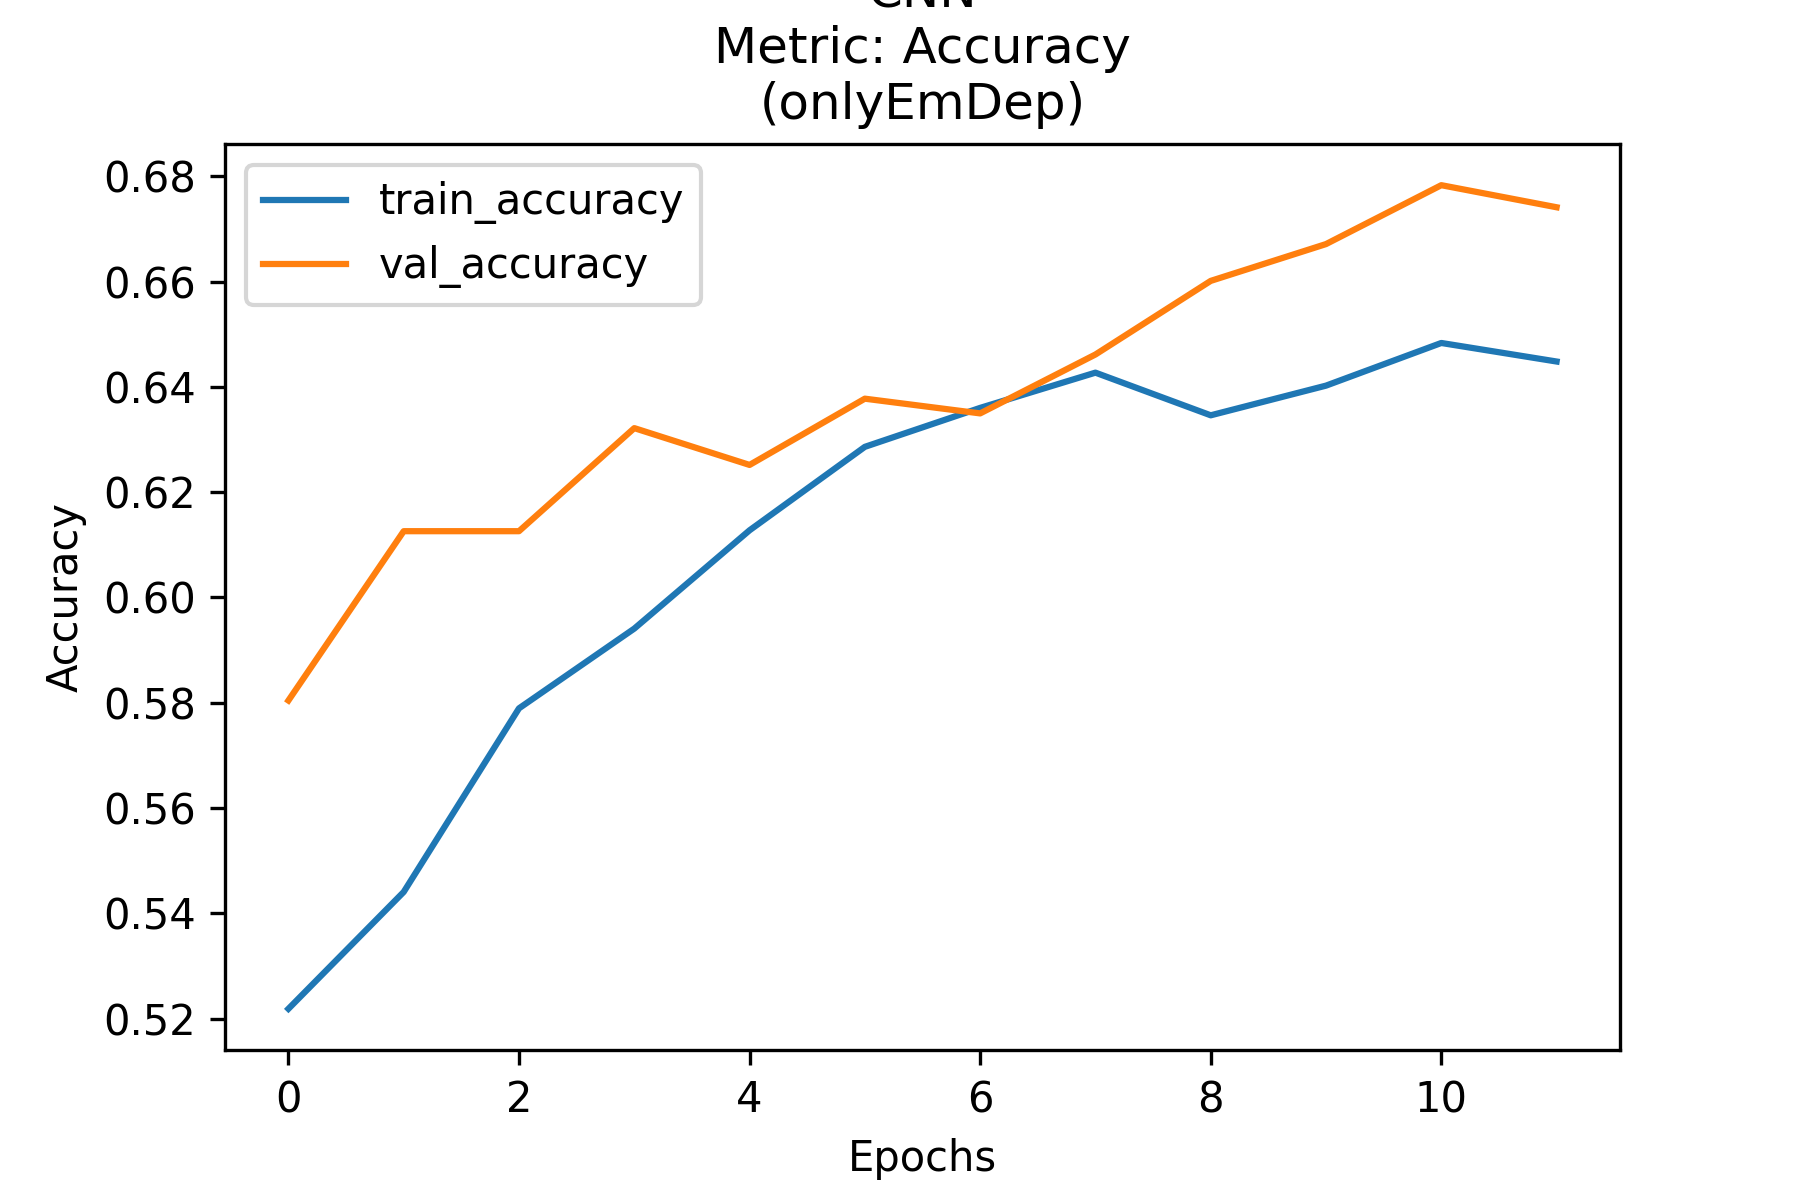 CNN
Metric: Accuracy
(onlyEmDep)
train_accuracy
val_accuracy
0.68
0.66
0.64
0.62
0.60
0.58
0.56
0.54
0.52
Accuracy
0 2 4 6 8 10
Epochs